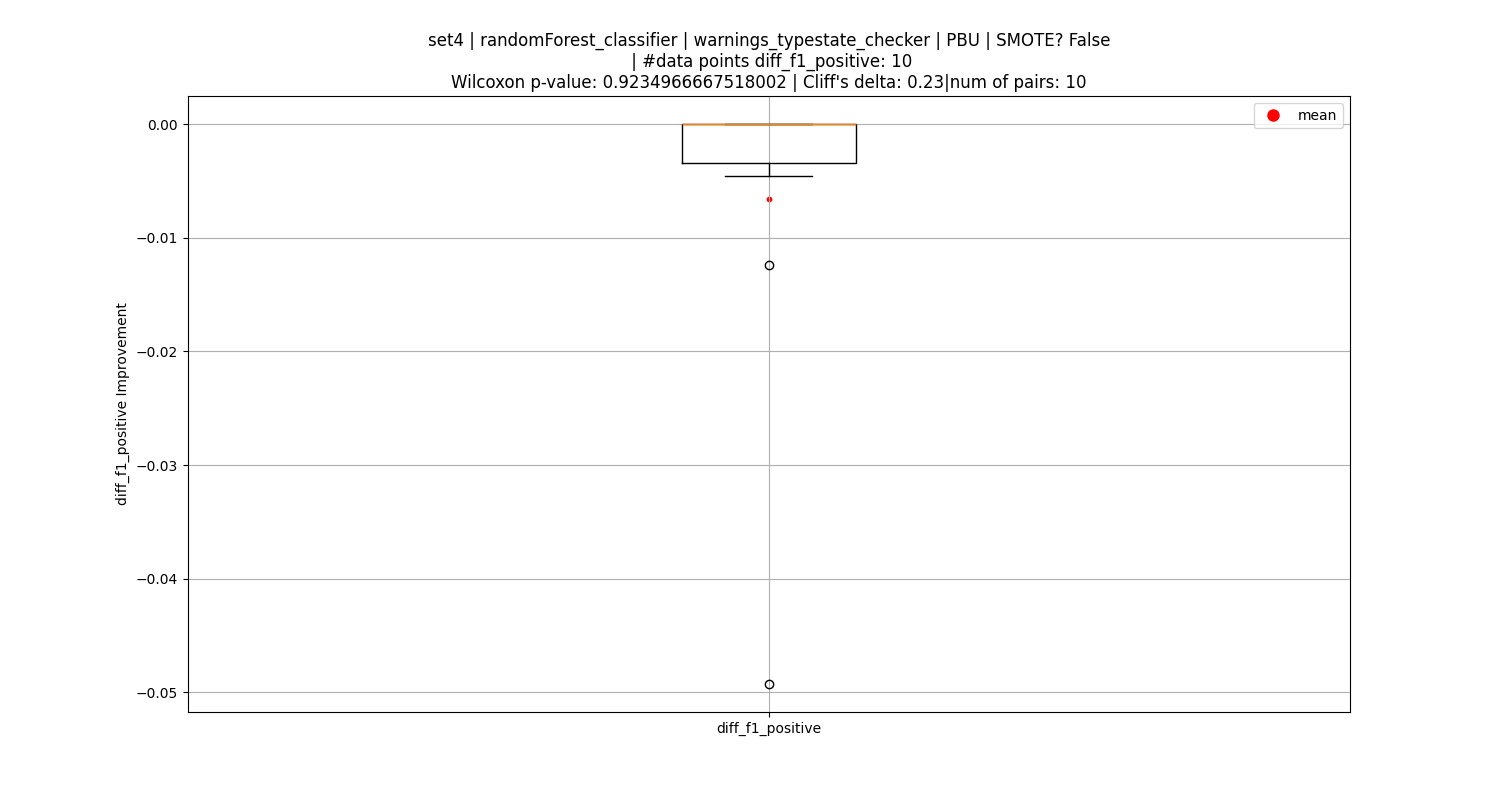 set4 | randomForest_classifier | warnings_typestate_checker | PBU | SMOTE? False
| #data points diff_f1_positive: 10
Wilcoxon p-value: 0.9234966667518002 | Cliff's delta: 0.23|num of pairs: 10
mean
0.00
−0.01
−0.02
−0.03
−0.04
−0.05
diff_f1_positive Improvement
diff_f1_positive